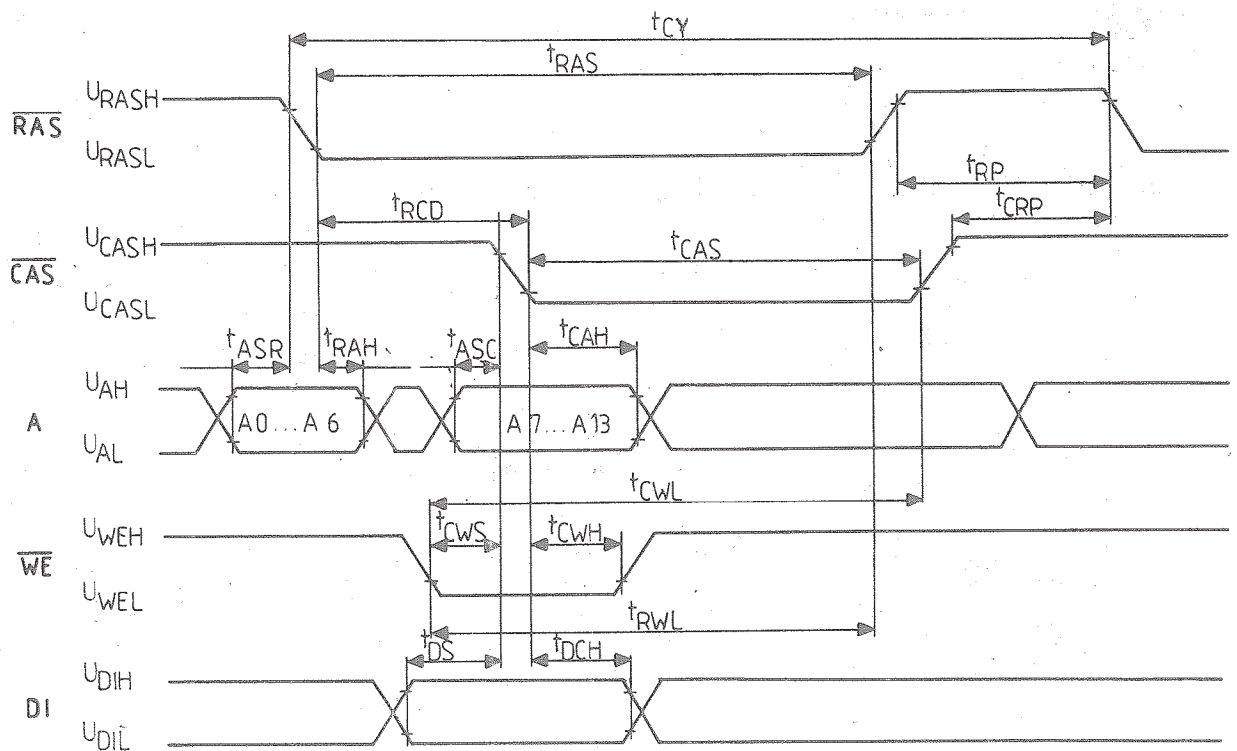 tCY
tRAS
RAS
URASH
URASL
tRP
tCRP
tRCD
CAS
UCASH
UCASL
tCAS
tASR
tRAH
tASC
tCAH
A
UAH
UAL
A0...A6
A7...A13
tCWL
WE
UWEH
UWEL
tCWS
tCWH
tRWL
tDS
tDCH
DI
UDIH
UDIL